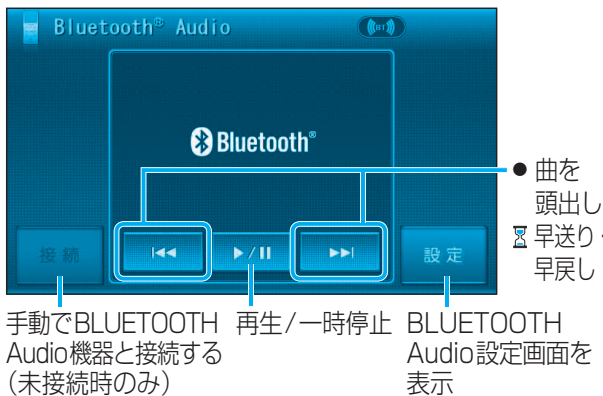 Bluetooth® Audio
BT
Bluetooth®
接続
設定
● 曲を
頭出し
早送り・
早戻し
手動でBLUETOOTH
Audio機器と接続する
（未接続時のみ）
再生/一時停止
BLUETOOTH
Audio設定画面を
表示